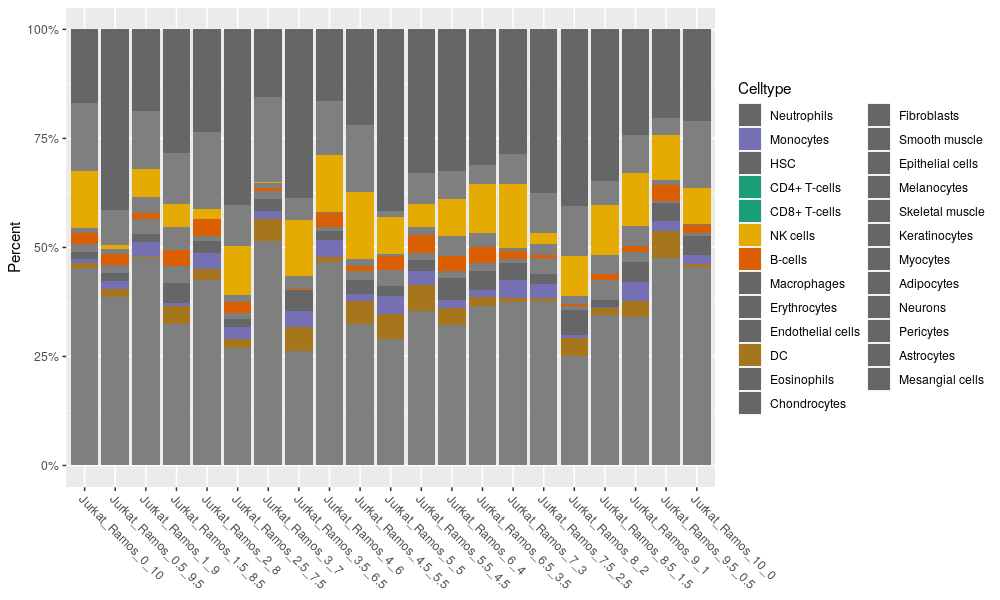 Percent
100%
75%
50%
25%
0%
Jurkat_Ramos_0_10
Jurkat_Ramos_0.5_9.5
Jurkat_Ramos_1_9
Jurkat_Ramos_1.5_8.5
Jurkat_Ramos_2_8
Jurkat_Ramos_2.5_7.5
Jurkat_Ramos_3_7
Jurkat_Ramos_3.5_6.5
Jurkat_Ramos_4_6
Jurkat_Ramos_4.5_5.5
Jurkat_Ramos_5_5
Jurkat_Ramos_5.5_4.5
Jurkat_Ramos_6_4
Jurkat_Ramos_6.5_3.5
Jurkat_Ramos_7_3
Jurkat_Ramos_7.5_2.5
Jurkat_Ramos_8_2
Jurkat_Ramos_8.5_1.5
Jurkat_Ramos_9_1
Jurkat_Ramos_9.5_0.5
Jurkat_Ramos_10_0
Celltype
Neutrophils
Monocytes
HSC
CD4+ T-cells
CD8+ T-cells
NK cells
B-cells
Macrophages
Erythrocytes
Endothelial cells
DC
Eosinophils
Chondrocytes
Fibroblasts
Smooth muscle
Epithelial cells
Melanocytes
Skeletal muscle
Keratinocytes
Myocytes
Adipocytes
Neurons
Pericytes
Astrocytes
Mesangial cells